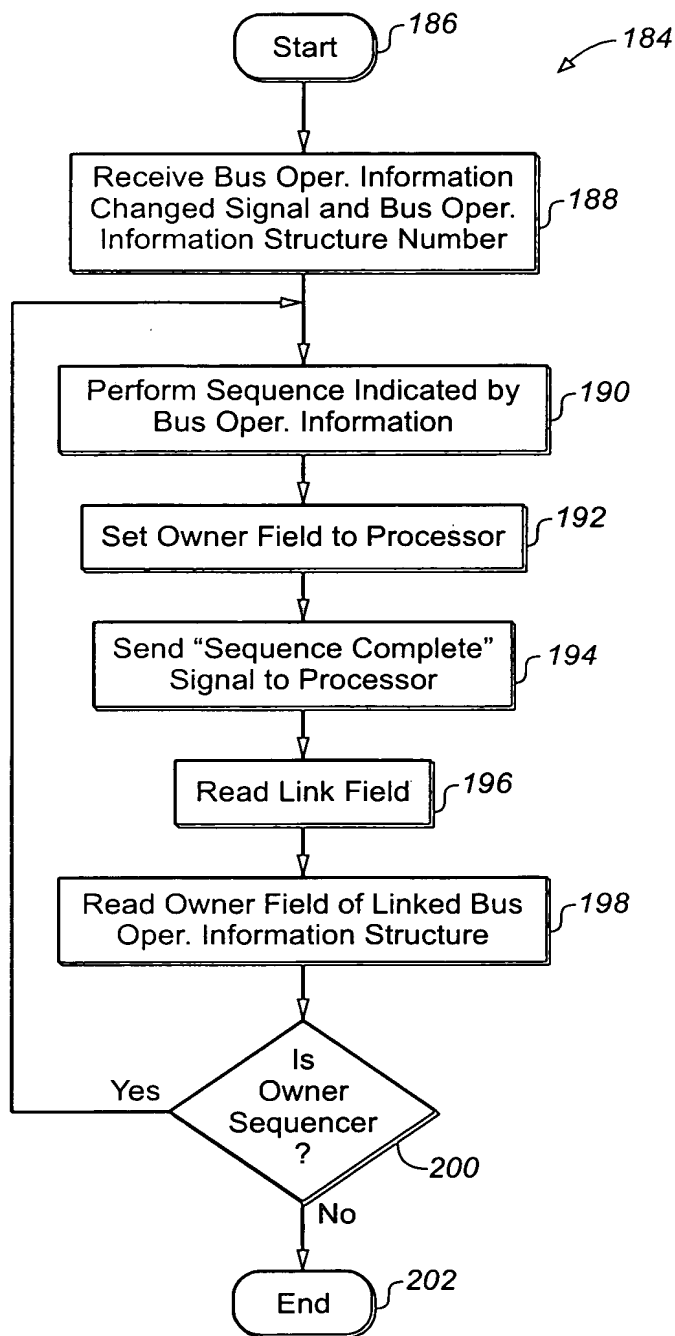 Start
186
184
Receive Bus Oper. Information
Changed Signal and Bus Oper.
Information Structure Number
188
Perform Sequence Indicated by
Bus Oper. Information
190
Set Owner Field to Processor
192
Send “Sequence Complete”
Signal to Processor
194
Read Link Field
196
Read Owner Field of Linked Bus
Oper. Information Structure
198
Yes
Is
Owner
Sequencer
?
200
No
End
202